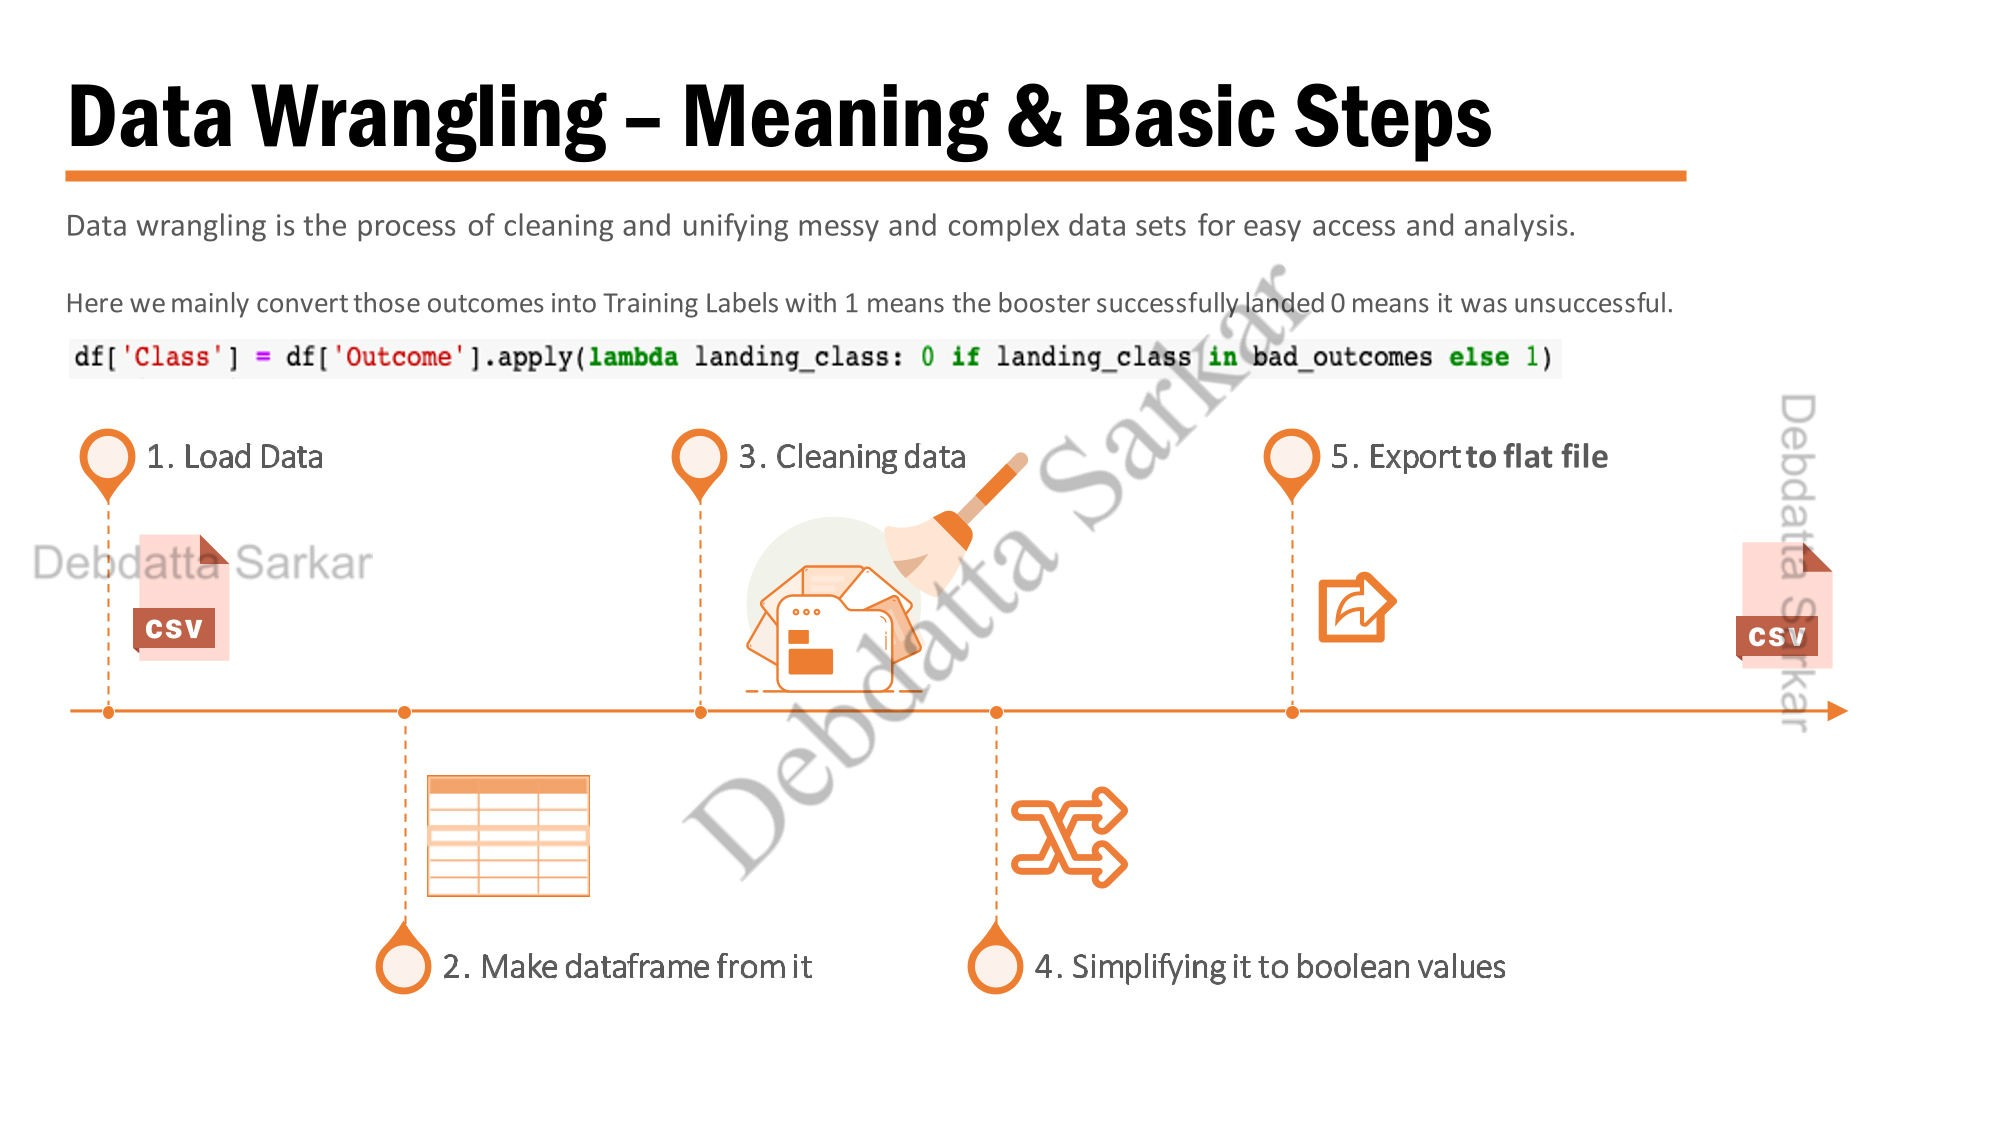 Data Wrangling – Meaning & Basic Steps
Data wrangling is the process of cleaning and unifying messy and complex data sets for easy access and analysis.
Here we mainly convert those outcomes into Training Labels with 1 means the booster successfully landed 0 means it was unsuccessful.
df['Class'] = df['Outcome'].apply(lambda landing_class: 0 if landing_class in bad_outcomes else 1)
1. Load Data
3. Cleaning data
5. Export to flat file
Debdatta Sarkar
Debdatta Sarkar
Debdatta Sarkar
CSV
CSV
2. Make dataframe from it
4. Simplifying it to boolean values